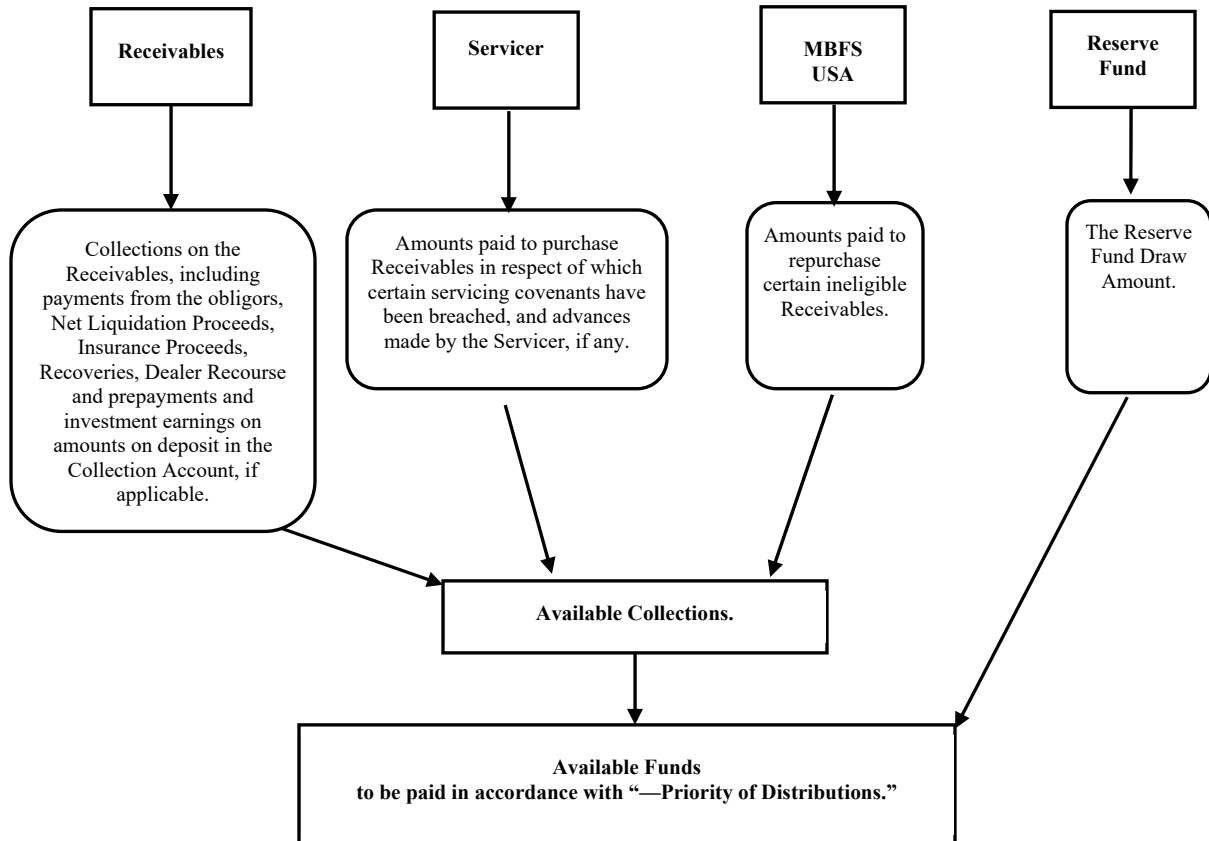 Receivables
Servicer
MBFS
USA
Reserve
Fund
Collections on the
Receivables, including
payments from the obligors,
Net Liquidation Proceeds,
Insurance Proceeds,
Recoveries, Dealer Recourse
and prepayments and
investment earnings on
amounts on deposit in the
Collection Account, if
applicable.
Amounts paid to purchase
Receivables in respect of which
certain servicing covenants have
been breached, and advances
made by the Servicer, if any.
Amounts paid to
repurchase
certain ineligible
Receivables.
The Reserve
Fund Draw
Amount.
Available Collections.
Available Funds
to be paid in accordance with “—Priority of Distributions.”